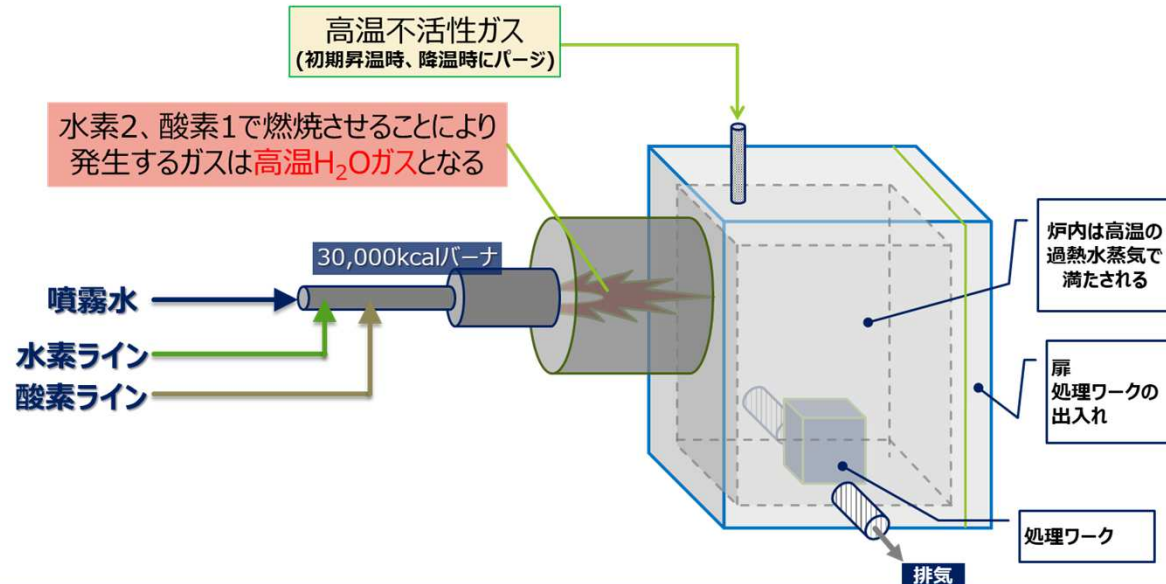 高温不活性ガス
(初期昇温時、降温時にパージ)
水素2、酸素1で燃焼させることにより
発生するガスは高温H₂Oガスとなる
30,000kcalバーナ
噴霧水
水素ライン
酸素ライン
炉内は高温の
過熱水蒸気で
満たされる
扉
処理ワークの
出入れ
処理ワーク
排気